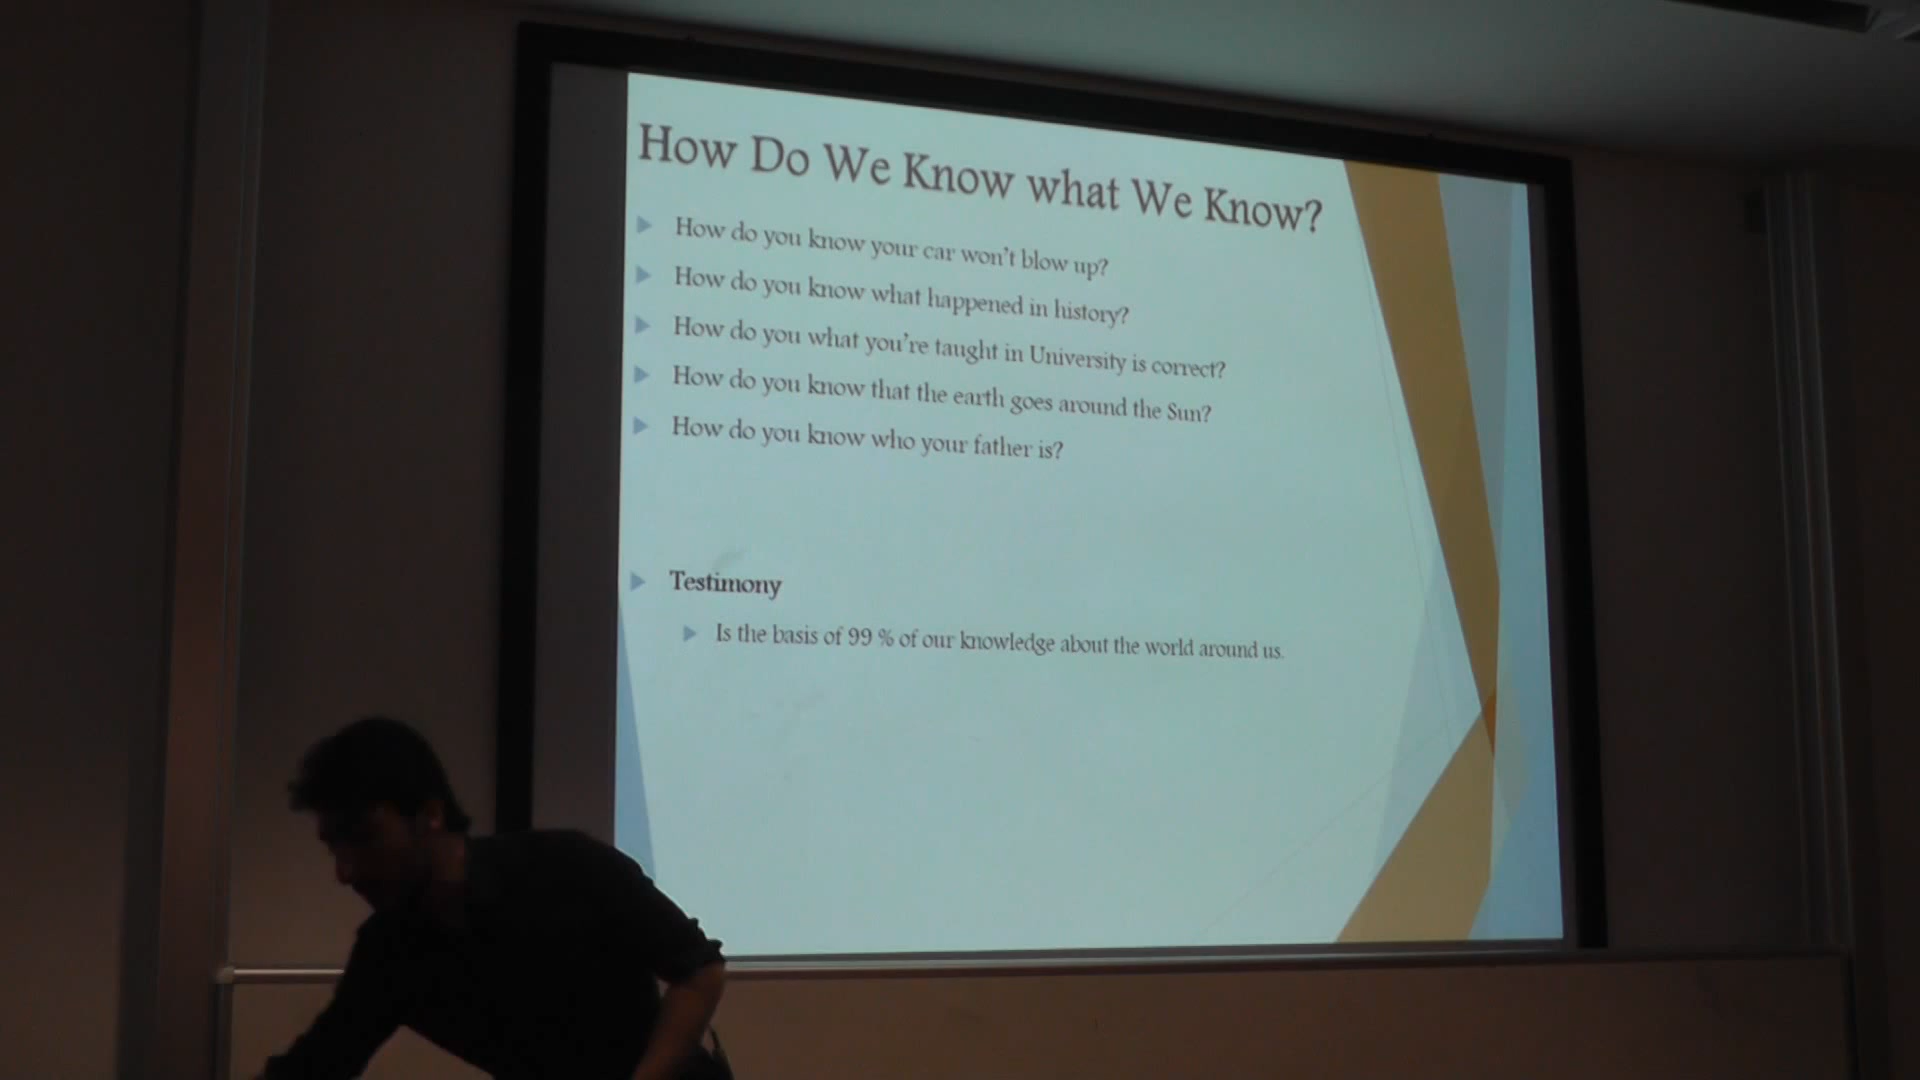 How Do We Know what We Know?
How do you know your car won't blow up?
How do you know what happened in history?
How do you what you're taught in University is correct?
How do you know that the earth goes around the Sun?
How do you know who your father is?
Testimony
Is the basis of 99 % of our knowledge about the world around us.